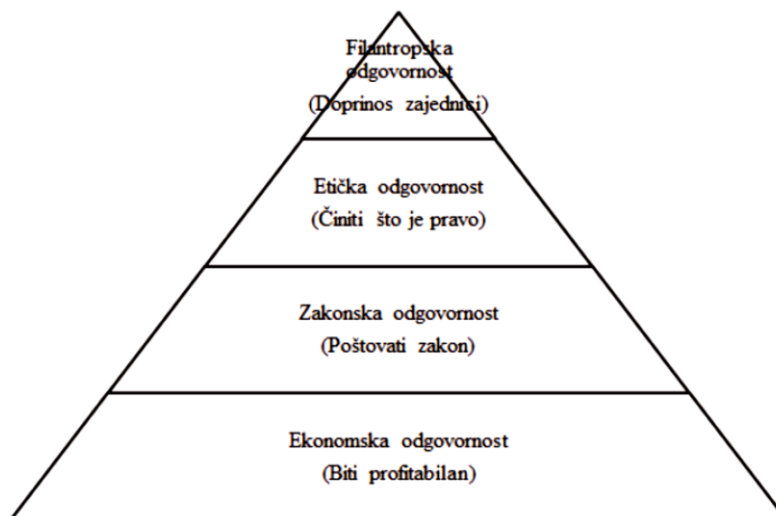 Filantropska
odgovornost
(Doprinos zajednici)
Etička odgovornost
(Činiti što je pravo)
Zakonska odgovornost
(Poštovati zakon)
Ekonomska odgovornost
(Biti profitabilan)